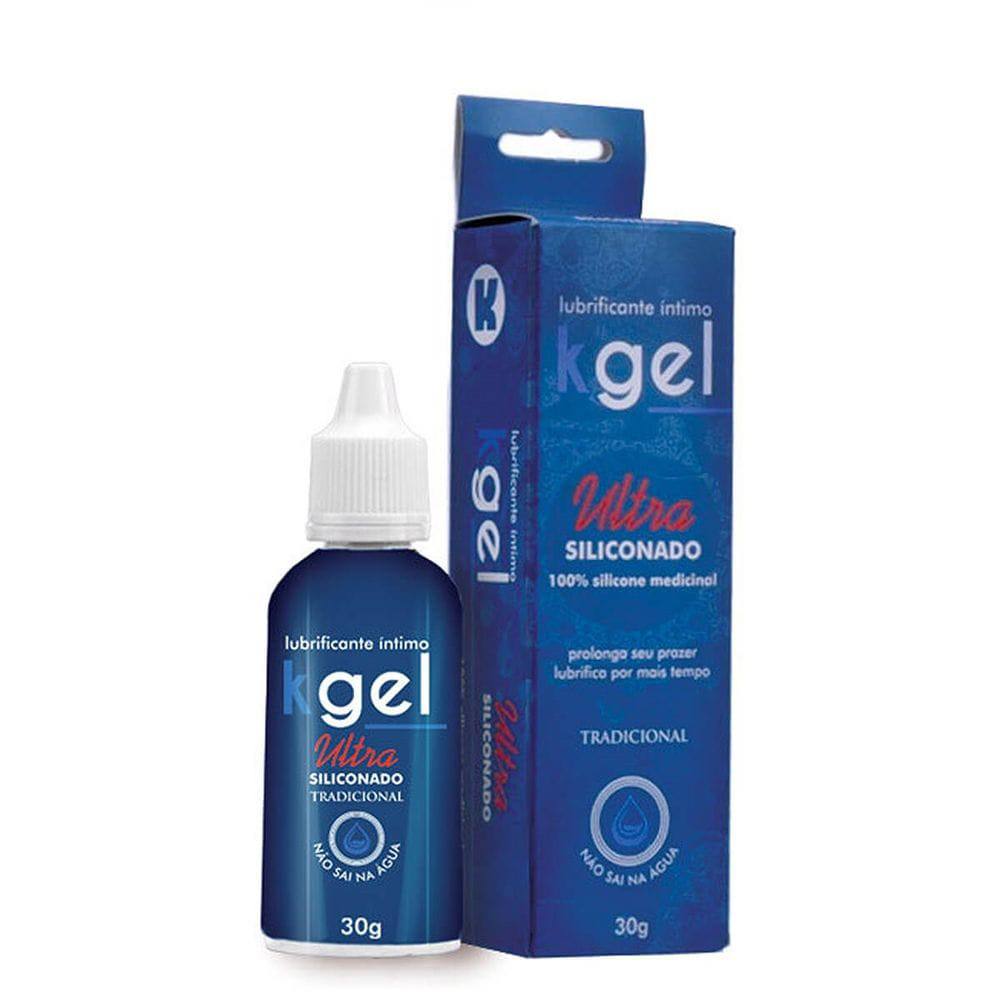 lubrificante íntimo
kgel
Ultra
SILICONADO
100% silicone medicinal
prolonga seu prazer
lubrifica por mais tempo
TRADICIONAL
NÃO SAI NA ÁGUA
30g
K
lubrificante íntimo
kgel
Ultra
SILICONADO
lubrificante íntimo
kgel
Ultra
SILICONADO
TRADICIONAL
NÃO SAI NA ÁGUA
30g